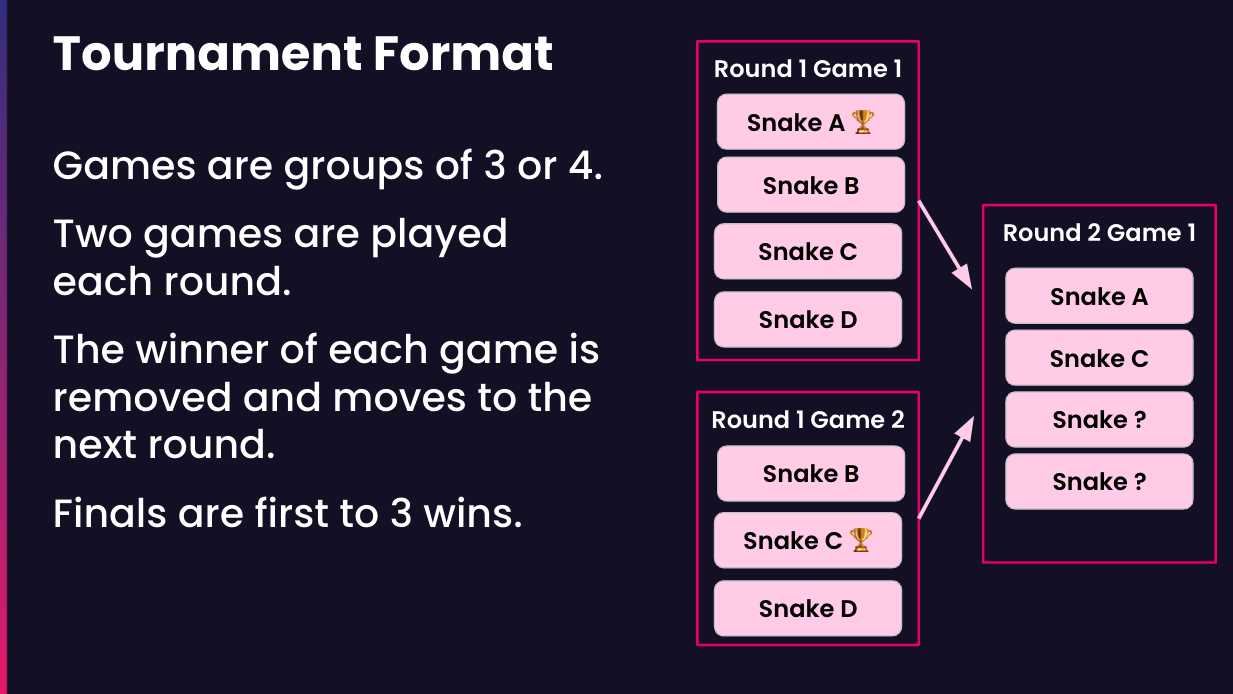 Tournament Format
Games are groups of 3 or 4.
Two games are played
each round.
The winner of each game is
removed and moves to the
next round.
Finals are first to 3 wins.
Round 1 Game 1
Snake A 🏆
Snake B
Snake C
Snake D
Round 1 Game 2
Snake B
Snake C 🏆
Snake D
Round 2 Game 1
Snake A
Snake C
Snake ?
Snake ?